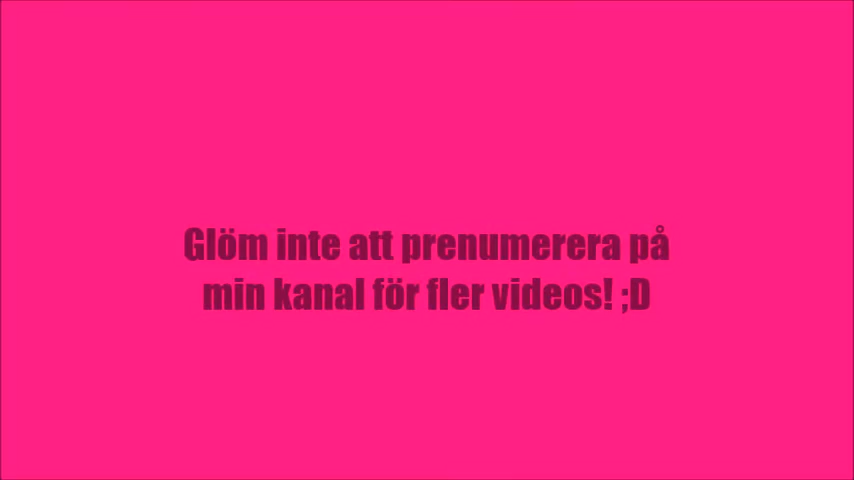 Glöm inte att prenumerera på
min kanal för fler videos! ;D